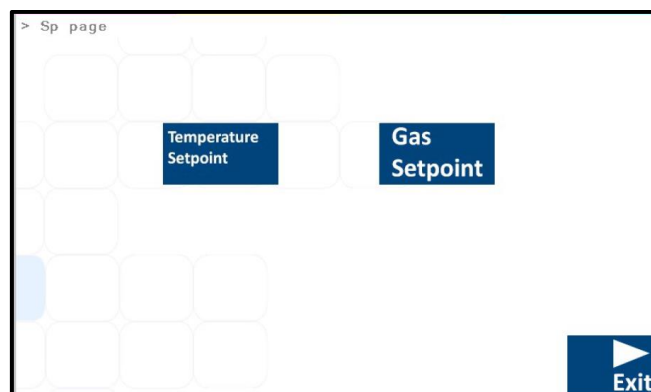 > Sp page
Temperature
Setpoint
Gas
Setpoint
Exit